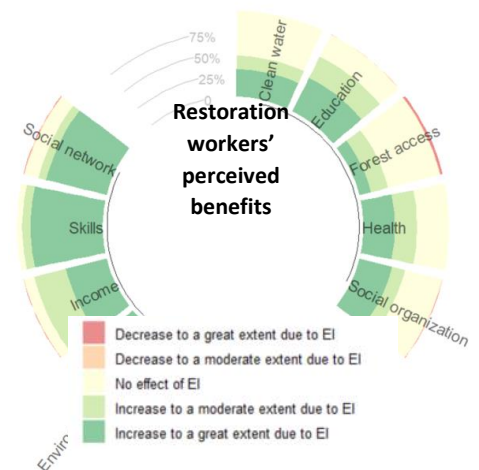 75%
50%
25%
0
Restoration
workers’
perceived
benefits
Clean water
Education
Forest access
Health
Social organization
Social network
Skills
Income
Enviro
Decrease to a great extent due to EI
Decrease to a moderate extent due to EI
No effect of EI
Increase to a moderate extent due to EI
Increase to a great extent due to EI